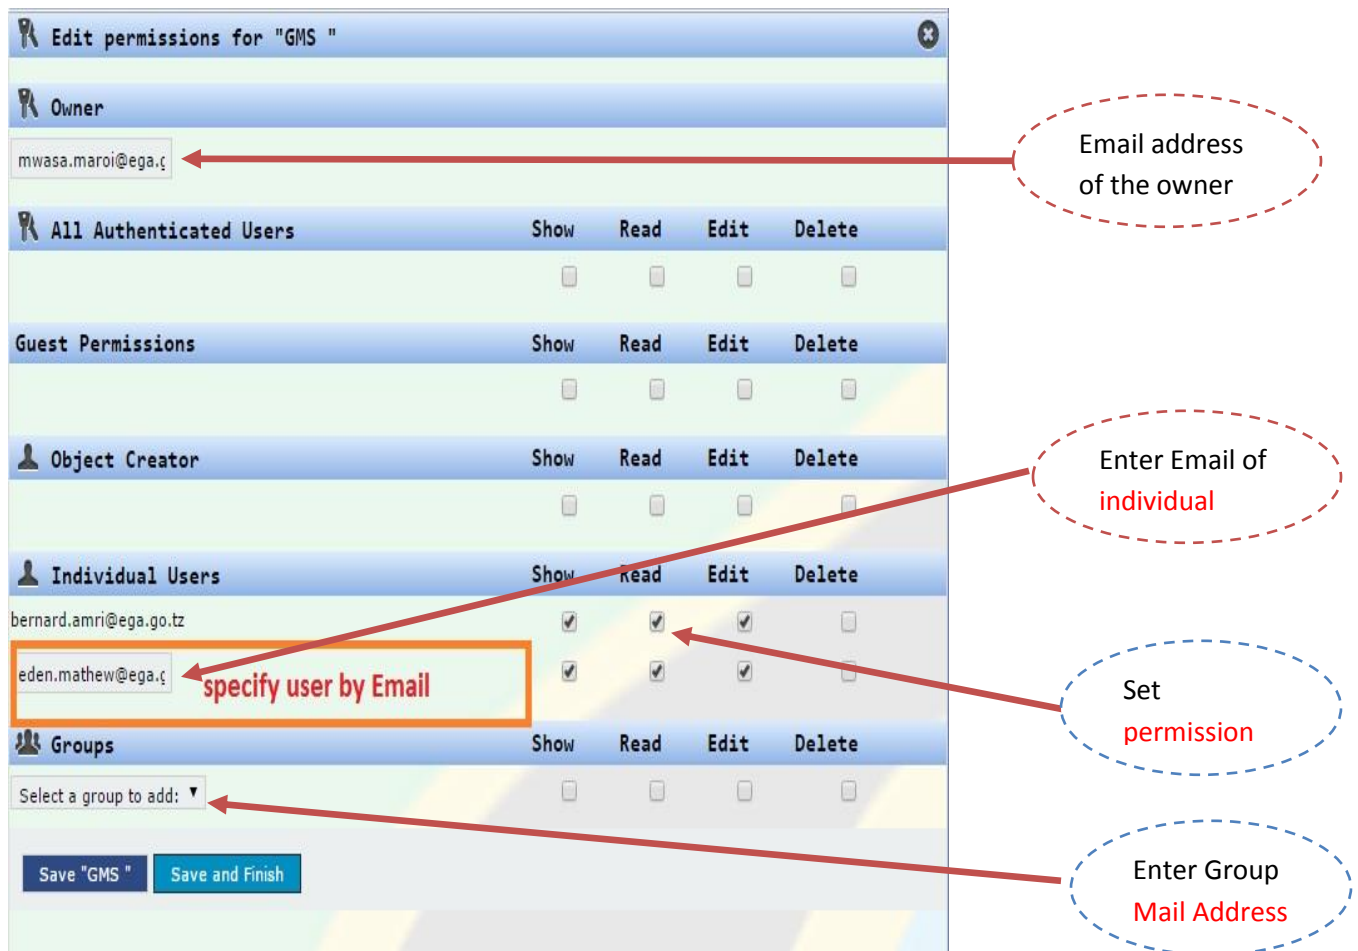 Edit permissions for "GMS "
Owner
mwasa.maroi@ega.g
Email address
of the owner
All Authenticated Users Show Read Edit Delete
Guest Permissions Show Read Edit Delete
Object Creator Show Read Edit Delete
Enter Email of
individual
Individual Users Show Read Edit Delete
bernard.amri@ega.go.tz
eden.mathew@ega.g
specify user by Email
Set
permission
Groups Show Read Edit Delete
Select a group to add:
Enter Group
Mail Address
Save "GMS " Save and Finish